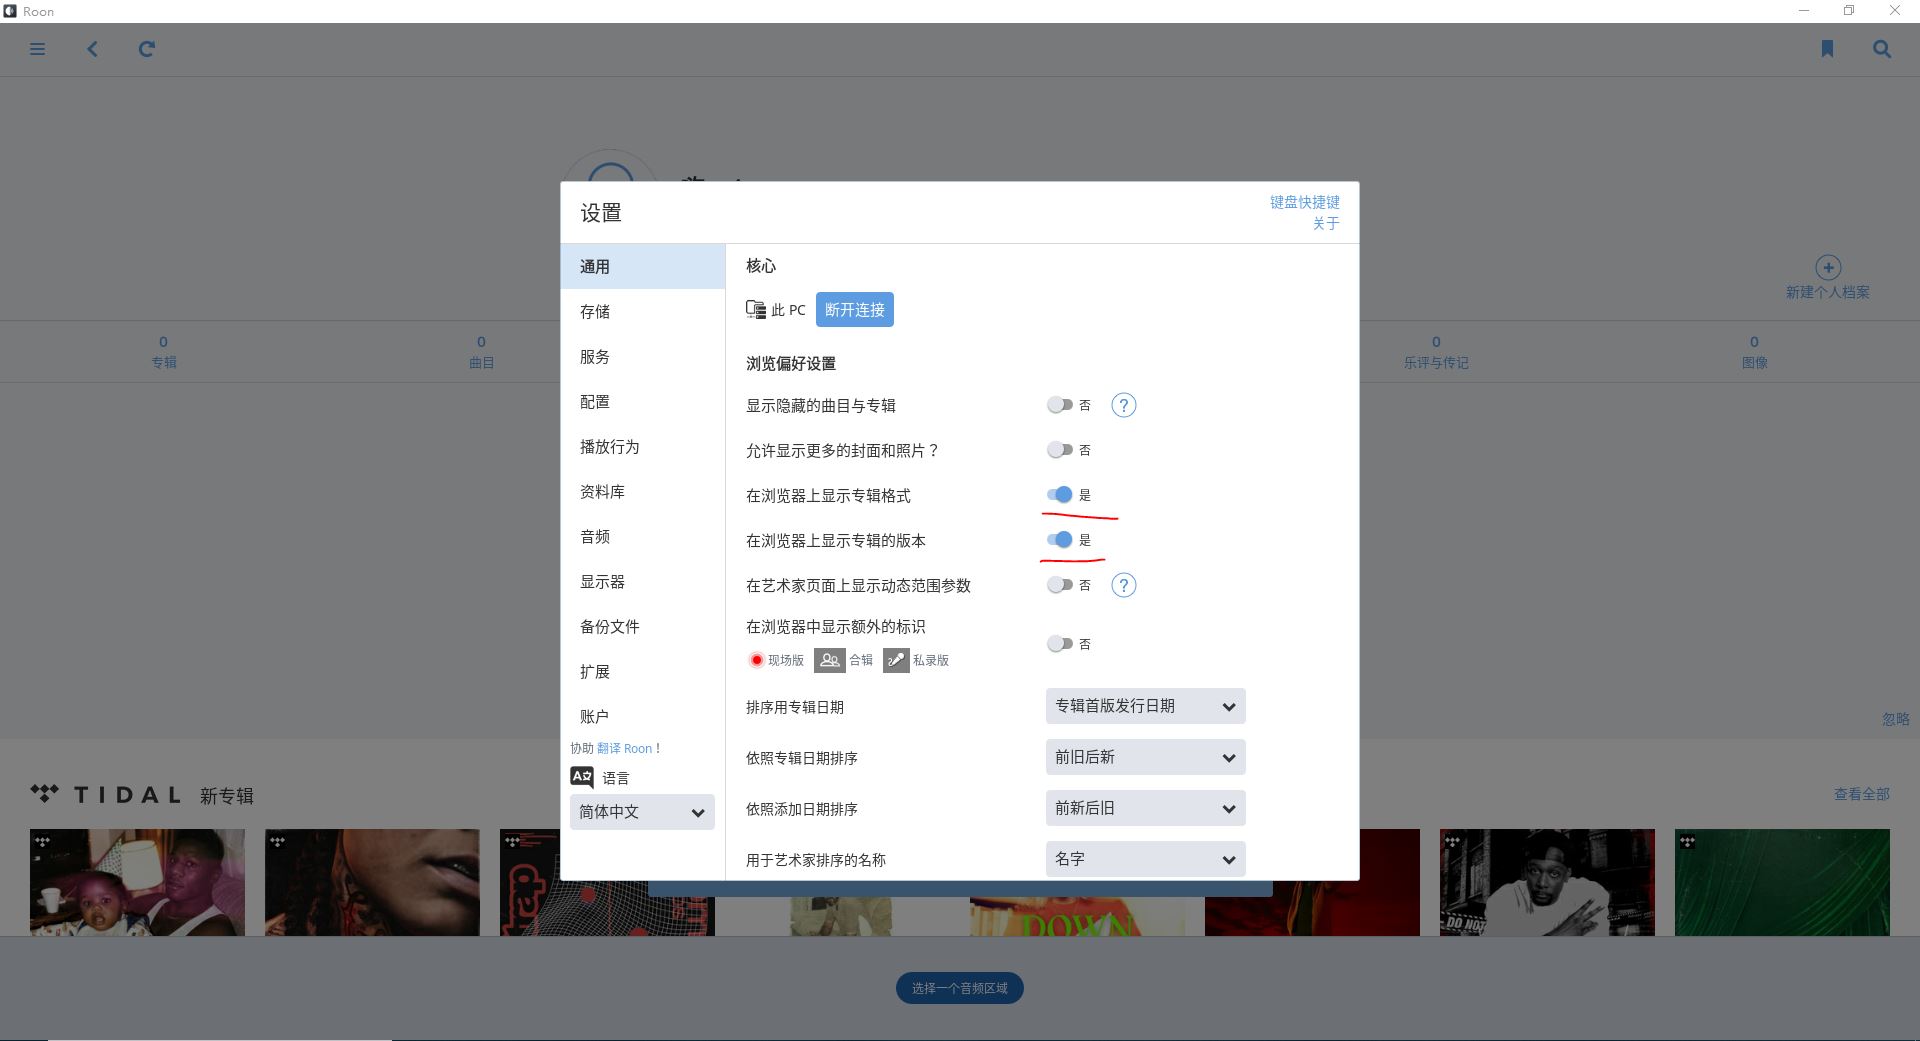 Roon
新建个人档案
0
专辑
0
曲目
0
乐评与传记
0
图像
设置
键盘快捷键
关于
通用
存储
服务
配置
播放行为
资料库
音频
显示器
备份文件
扩展
账户
协助 翻译 Roon！
语言
简体中文
核心
此 PC 断开连接
浏览偏好设置
显示隐藏的曲目与专辑 否 ?
允许显示更多的封面和照片？ 否
在浏览器上显示专辑格式 是
在浏览器上显示专辑的版本 是
在艺术家页面上显示动态范围参数 否 ?
在浏览器中显示额外的标识 否
现场版 合辑 私录版
排序用专辑日期 专辑首版发行日期
依照专辑日期排序 前旧后新
依照添加日期排序 前新后旧
用于艺术家排序的名称 名字
忽略
TIDAL 新专辑
查看全部
DOWN
DO NOT
选择一个音频区域